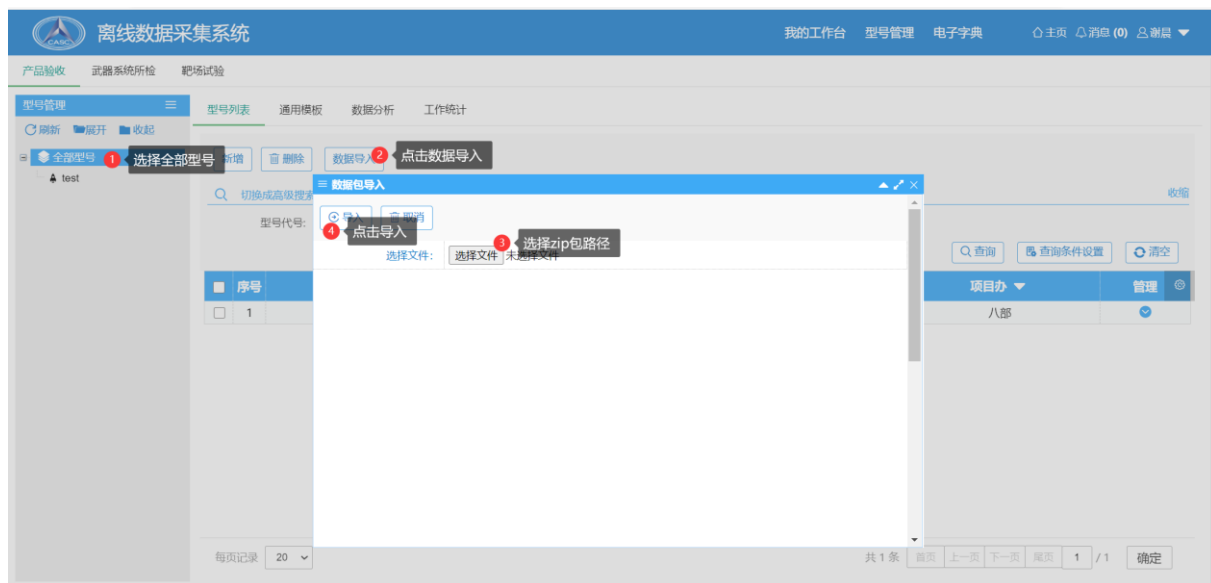 CASC 离线数据采集系统 我的工作台 型号管理 电子字典 主页 消息 (0) 谢晨
产品验收 武器系统所检 靶场试验
型号管理 型号列表 通用模板 数据分析 工作统计
刷新 展开 收起
全部型号 1 选择全部型号 新增 删除 数据导入 2 点击数据导入
test
切换成高级搜索 数据包导入 收缩
型号代号: 导入 取消
4 点击导入
选择文件: 选择文件 未选择文件 3 选择zip包路径
查询 查询条件设置 清空
序号 项目办 管理
1 八部
每页记录 20 共 1 条 首页 上一页 下一页 尾页 1 / 1 确定